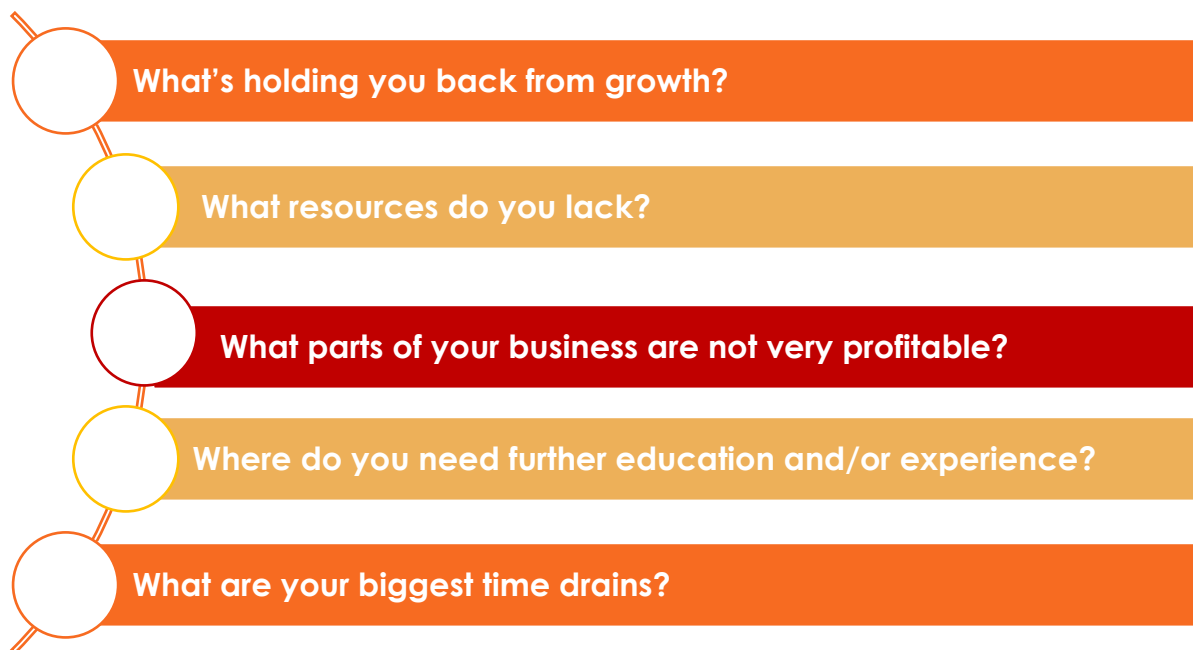 What’s holding you back from growth?
What resources do you lack?
What parts of your business are not very profitable?
Where do you need further education and/or experience?
What are your biggest time drains?